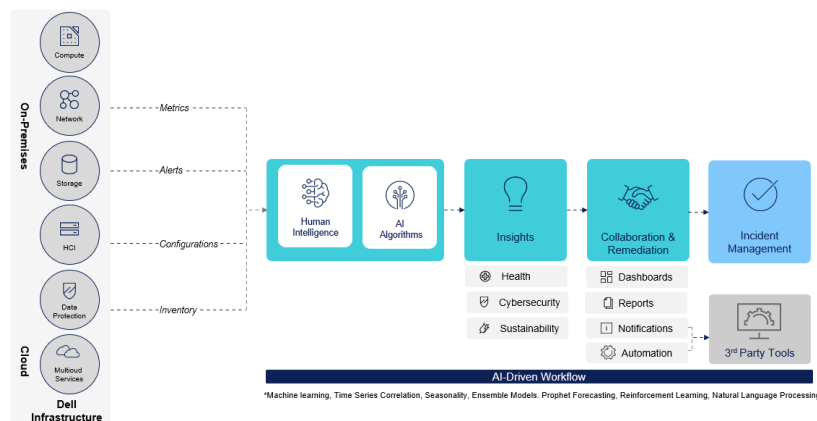 On-Premises
Compute
Network
Storage
HCI
Data
Protection
Cloud
Multicoud
Services
Dell
Infrastructure
Metrics
Alerts
Configurations
Inventory
Human
Intelligence
AI
Algorithms
Insights
Health
Cybersecurity
Sustainability
Collaboration &
Remediation
Dashboards
Reports
Notifications
Automation
Incident
Management
3rd Party Tools
AI-Driven Workflow
*Machine learning, Time Series Correlation, Seasonality, Ensemble Models. Prophet Forecasting, Reinforcement Learning, Natural Language Processing